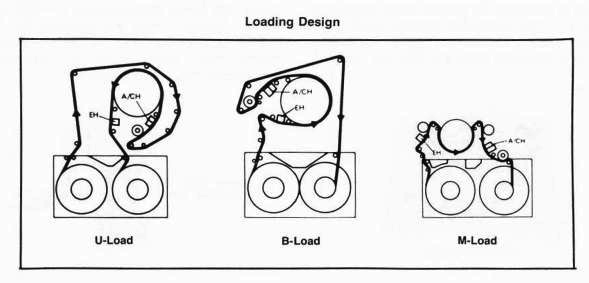 Loading Design
A/CH
EH
A/CH
EH
A/CH
EH
U-Load
B-Load
M-Load